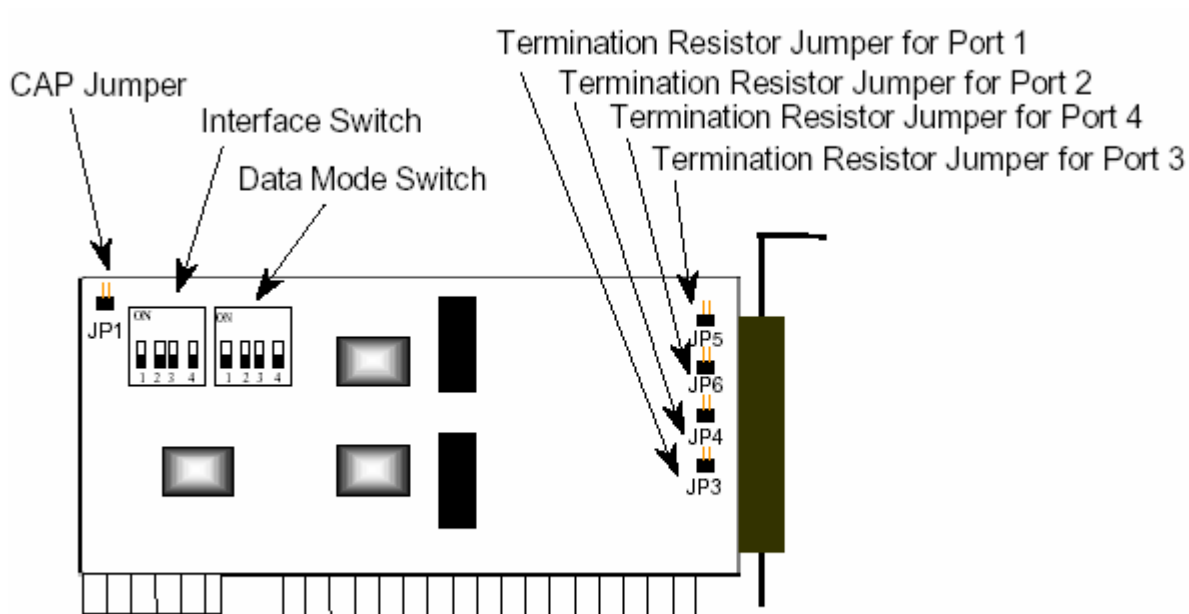 Termination Resistor Jumper for Port 1
CAP Jumper
Termination Resistor Jumper for Port 2
Interface Switch
Termination Resistor Jumper for Port 4
Data Mode Switch
Termination Resistor Jumper for Port 3
JP1
ON
1 2 3 4
ON
1 2 3 4
JP5
JP6
JP4
JP3